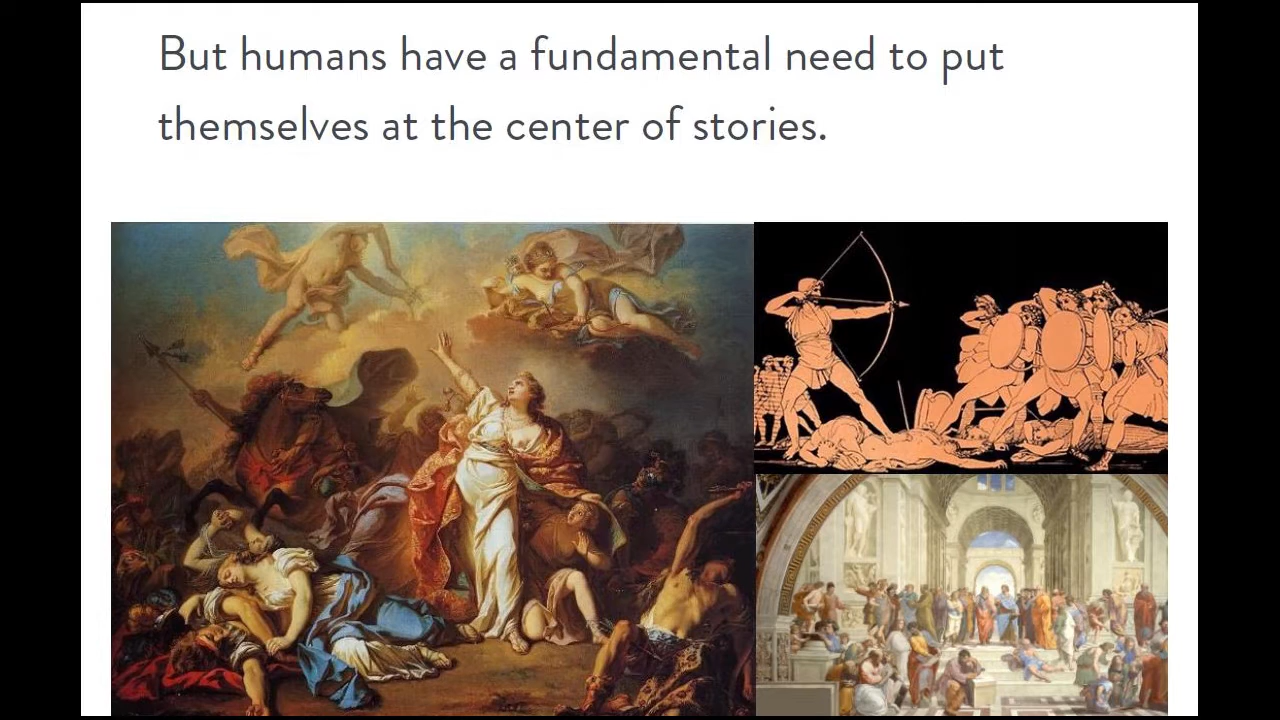 But humans have a fundamental need to put
themselves at the center of stories.